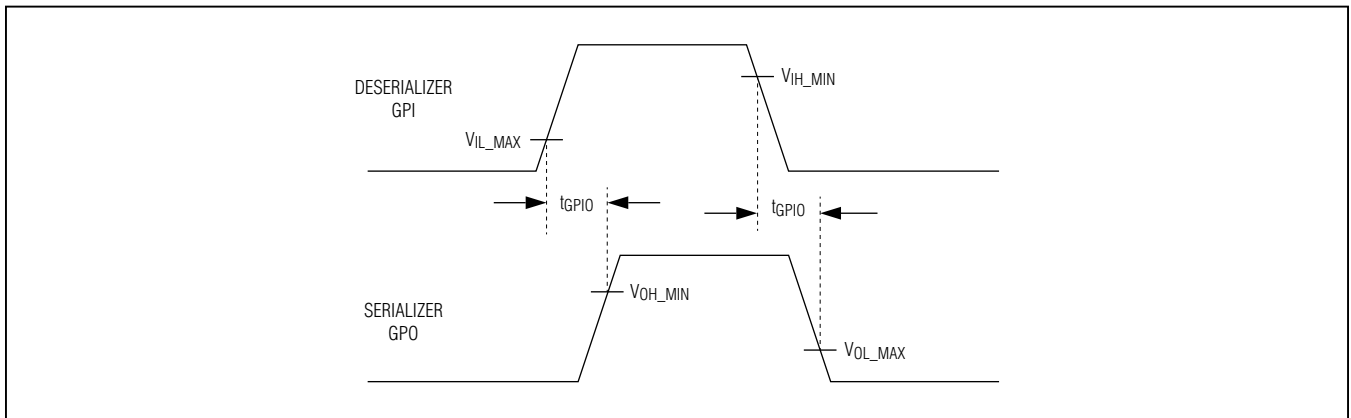 DESERIALIZER
GPI
VIH_MIN
VIL_MAX
tGPIO
tGPIO
SERIALIZER
GPO
VOH_MIN
VOL_MAX